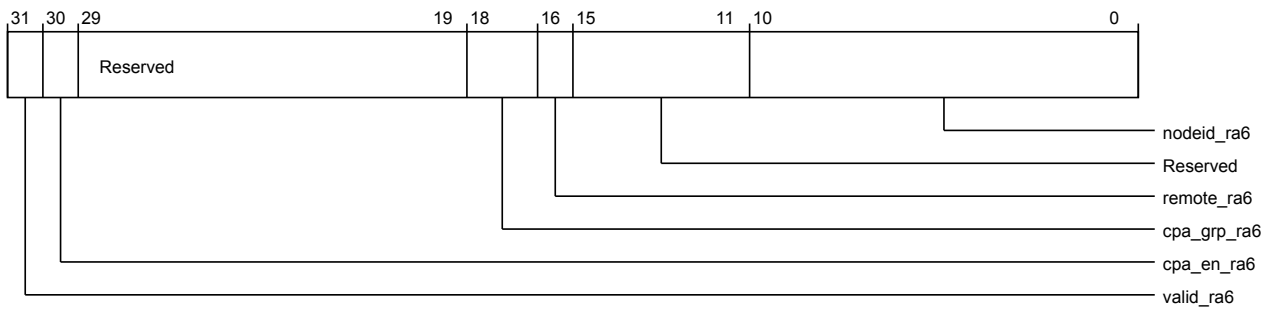 31 30 29 19 18 16 15 11 10 0
Reserved
nodeid_ra6
Reserved
remote_ra6
cpa_grp_ra6
cpa_en_ra6
valid_ra6